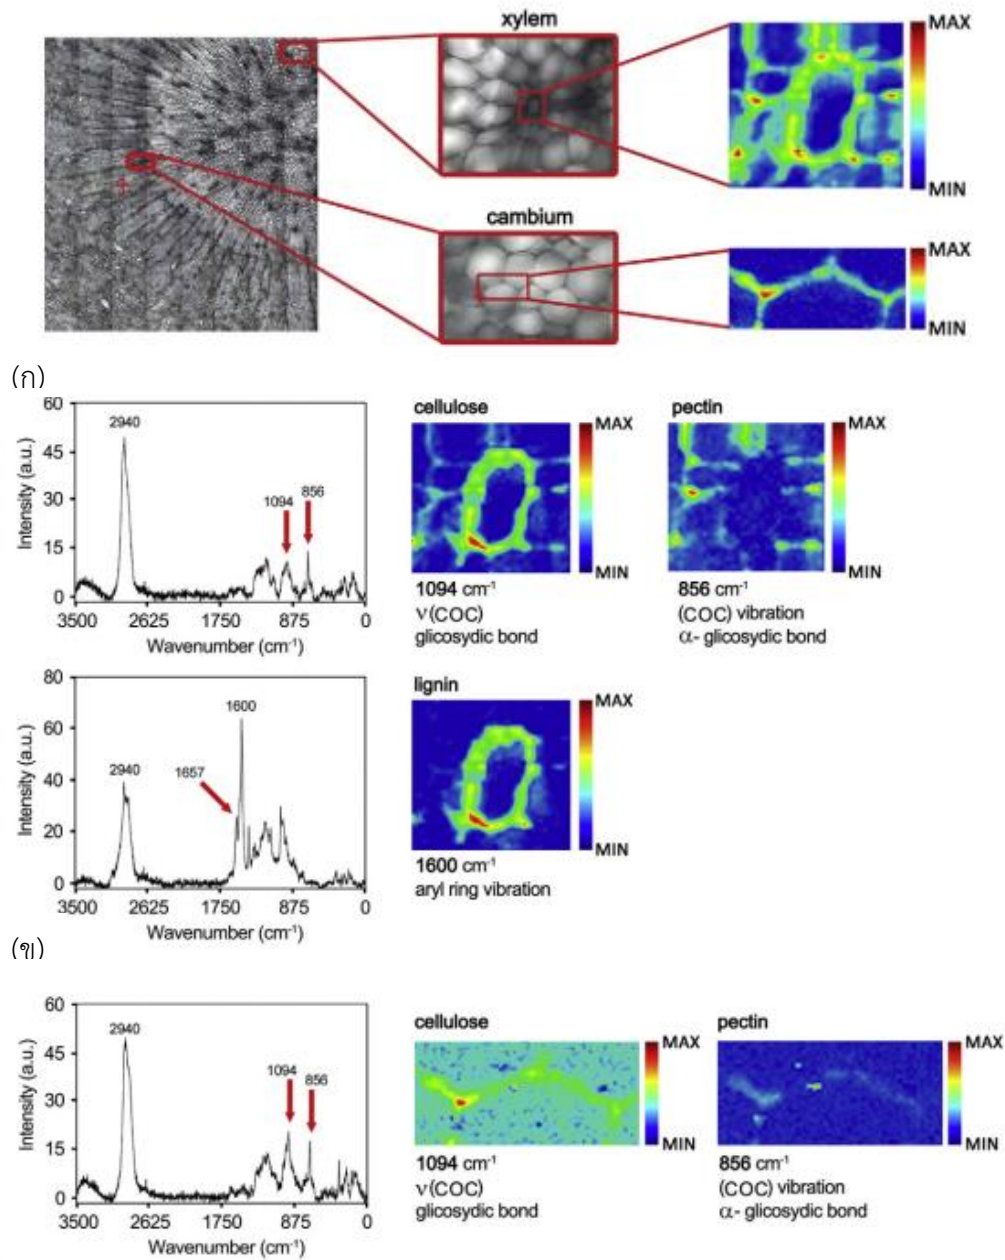 xylem
MAX
MIN
cambium
MAX
MIN
(ก)
60
45
30
15
0
Intensity (a.u.)
2940
1094
856
3500 2625 1750 875 0
Wavenumber (cm⁻¹)
cellulose
MAX
MIN
1094 cm⁻¹
ν(COC)
glicosydic bond
pectin
MAX
MIN
856 cm⁻¹
(COC) vibration
α- glicosydic bond
80
60
40
20
0
Intensity (a.u.)
2940
1657
1600
3500 2625 1750 875 0
Wavenumber (cm⁻¹)
lignin
MAX
MIN
1600 cm⁻¹
aryl ring vibration
(ข)
60
45
30
15
0
Intensity (a.u.)
2940
1094
856
3500 2625 1750 875 0
Wavenumber (cm⁻¹)
cellulose
MAX
MIN
1094 cm⁻¹
ν(COC)
glicosydic bond
pectin
MAX
MIN
856 cm⁻¹
(COC) vibration
α- glicosydic bond